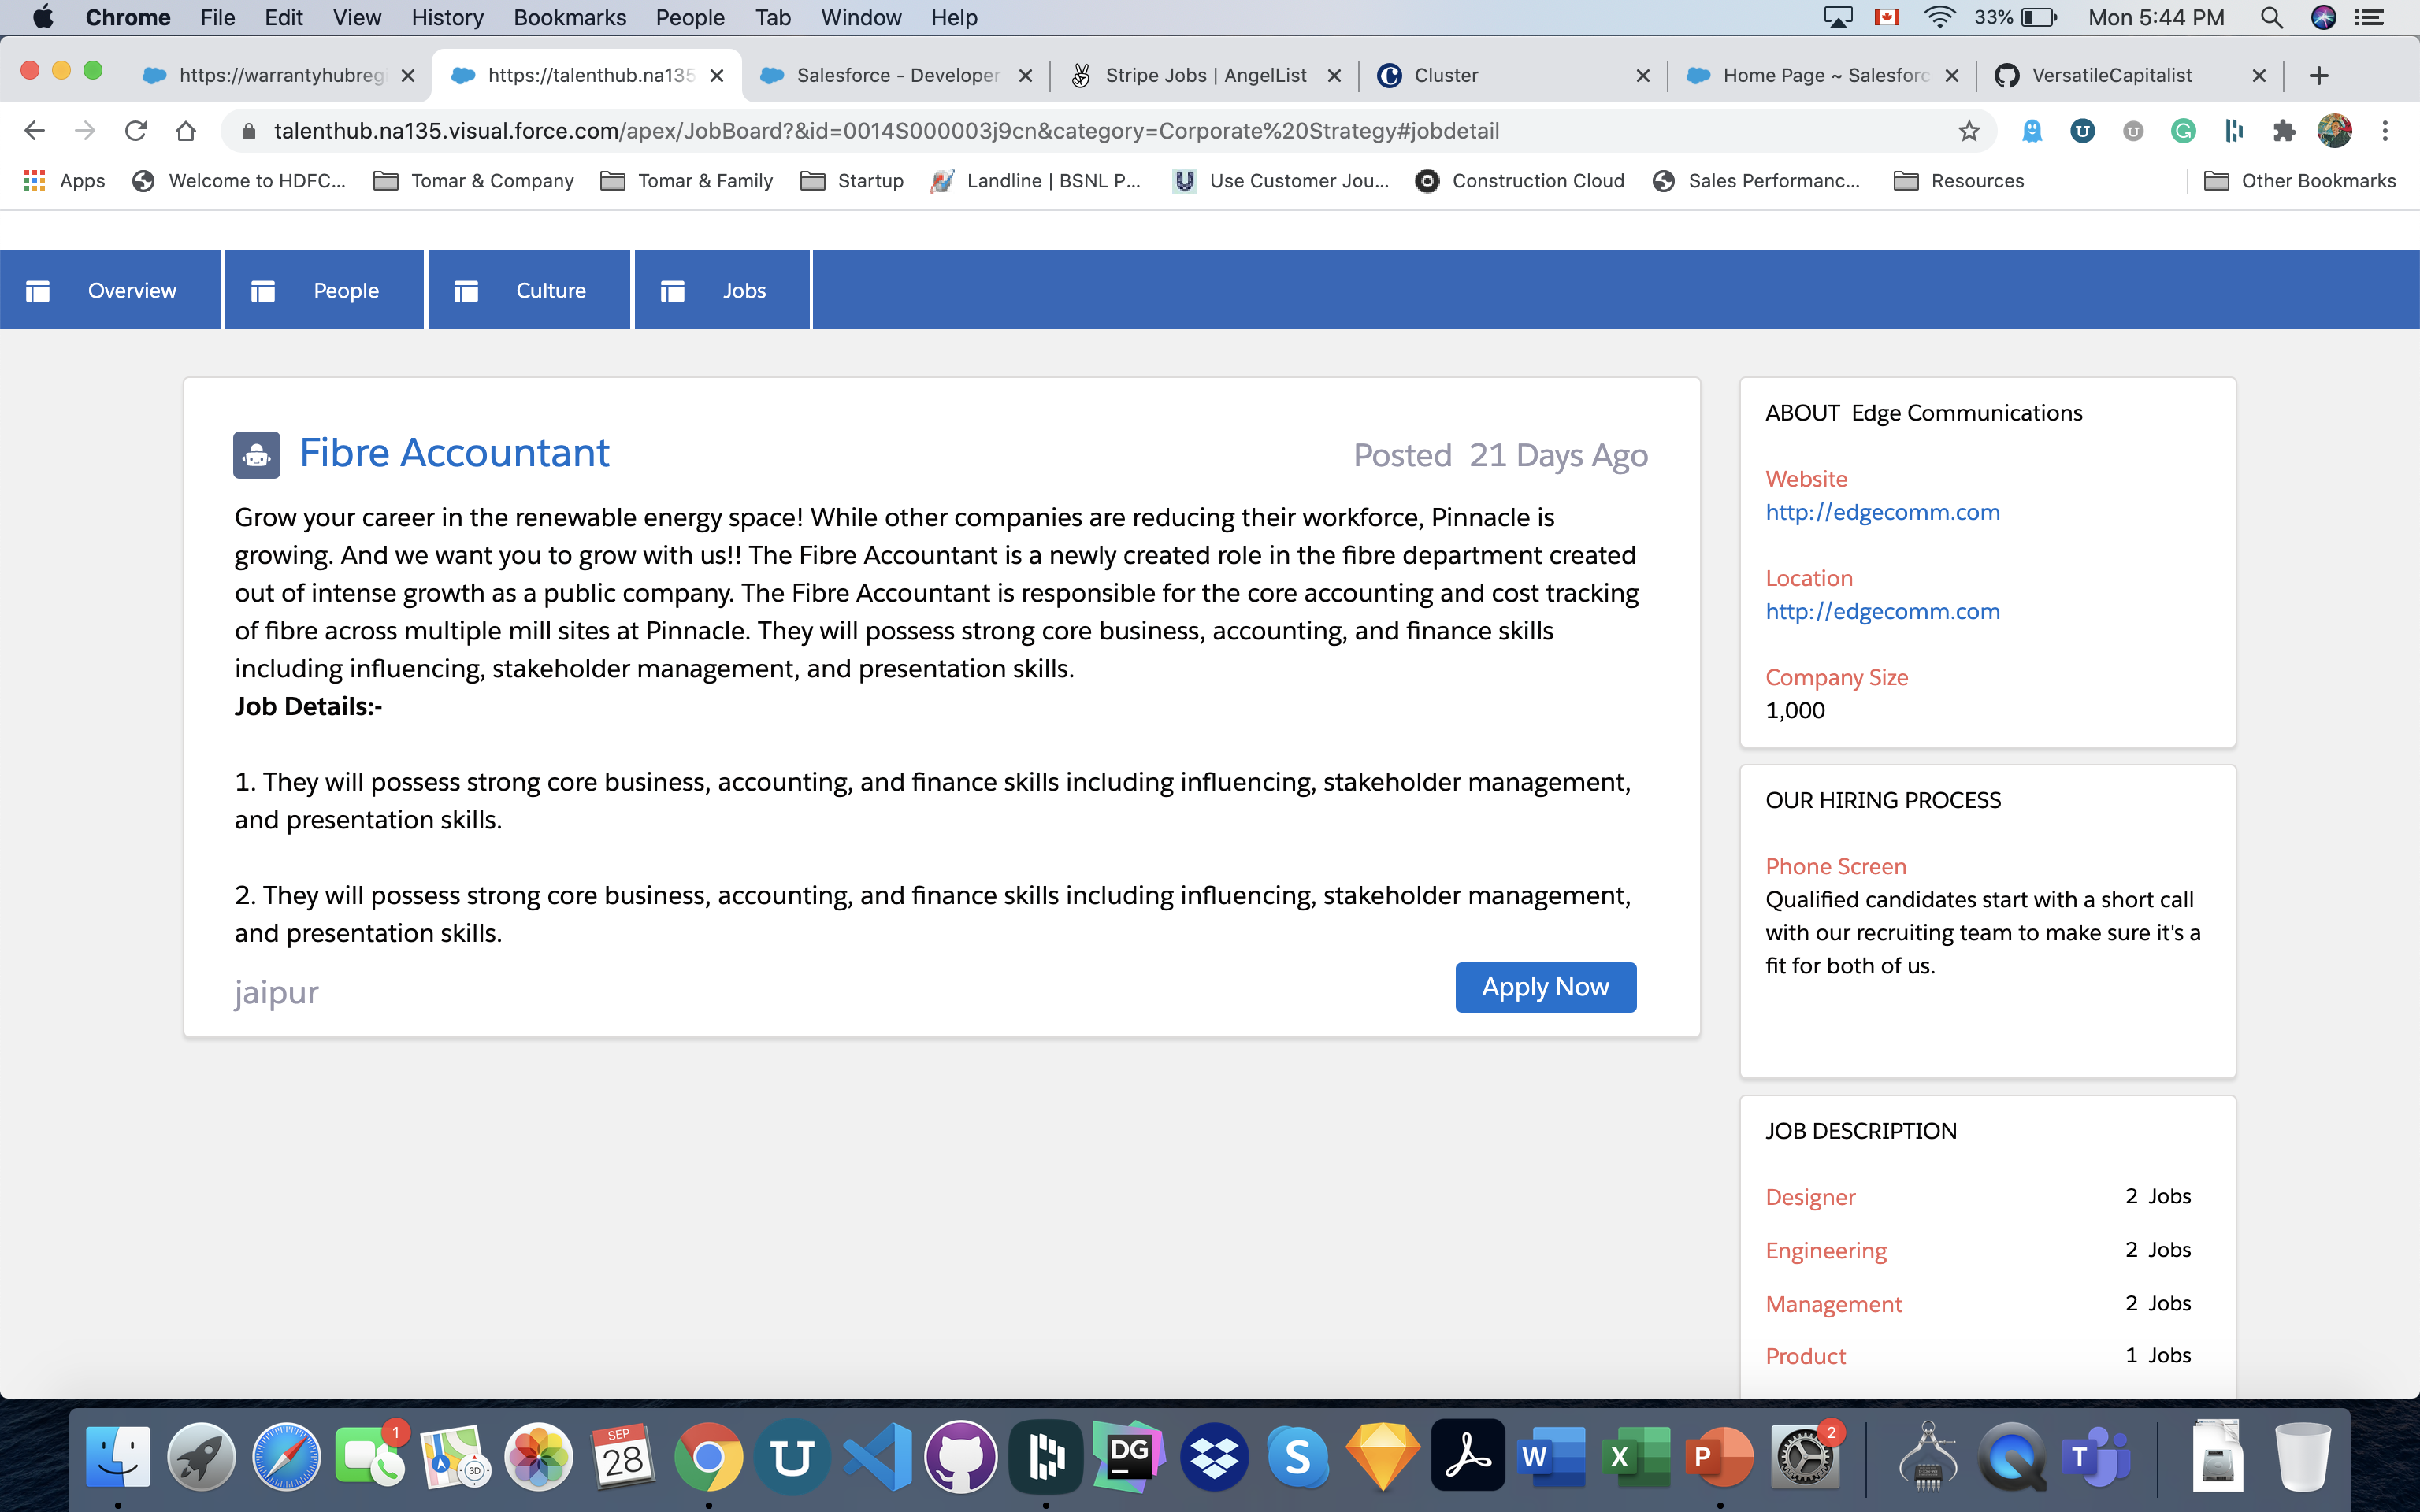 Chrome File Edit View History Bookmarks People Tab Window Help 33% Mon 5:44 PM
https://warrantyhubreg https://talenthub.na135 Salesforce - Developer Stripe Jobs | AngelList Cluster Home Page ~ Salesforc VersatileCapitalist
talenthub.na135.visual.force.com/apex/JobBoard?&id=0014S000003j9cn&category=Corporate%20Strategy#jobdetail
Apps Welcome to HDFC... Tomar & Company Tomar & Family Startup Landline | BSNL P... Use Customer Jou... Construction Cloud Sales Performanc... Resources Other Bookmarks
Overview People Culture Jobs
Fibre Accountant
Posted 21 Days Ago
Grow your career in the renewable energy space! While other companies are reducing their workforce, Pinnacle is
growing. And we want you to grow with us!! The Fibre Accountant is a newly created role in the fibre department created
out of intense growth as a public company. The Fibre Accountant is responsible for the core accounting and cost tracking
of fibre across multiple mill sites at Pinnacle. They will possess strong core business, accounting, and finance skills
including influencing, stakeholder management, and presentation skills.
Job Details:-
1. They will possess strong core business, accounting, and finance skills including influencing, stakeholder management,
and presentation skills.
2. They will possess strong core business, accounting, and finance skills including influencing, stakeholder management,
and presentation skills.
jaipur
Apply Now
ABOUT Edge Communications
Website
http://edgecomm.com
Location
http://edgecomm.com
Company Size
1,000
OUR HIRING PROCESS
Phone Screen
Qualified candidates start with a short call
with our recruiting team to make sure it's a
fit for both of us.
JOB DESCRIPTION
Designer 2 Jobs
Engineering 2 Jobs
Management 2 Jobs
Product 1 Jobs
1 3D SEP 28 U DG S W X P 2 T